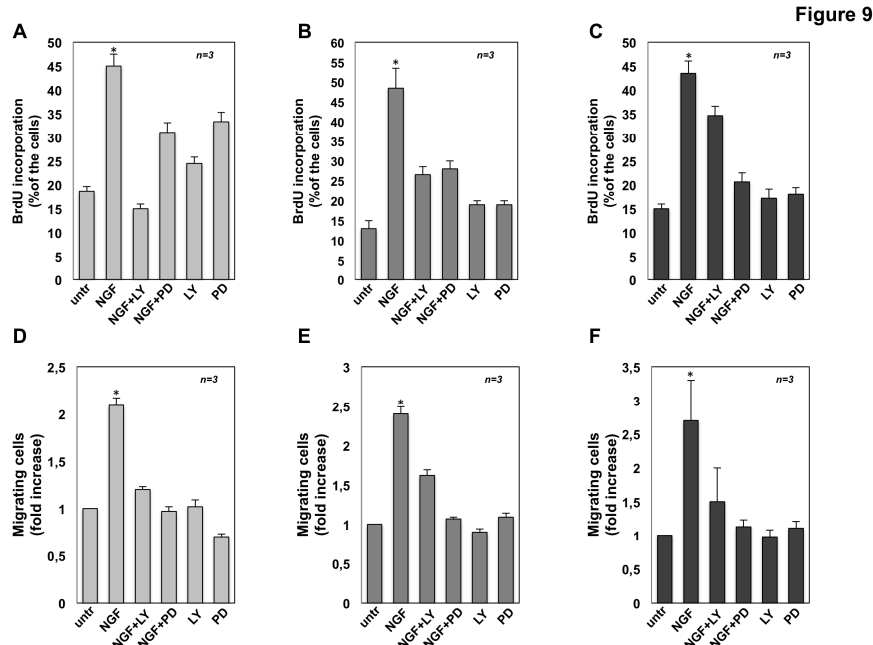 Figure 9
A
BrdU incorporation
(%of the cells)
50
45
40
35
30
25
20
15
10
5
0
*
n=3
untr
NGF
NGF+LY
NGF+PD
LY
PD
B
BrdU incorporation
(%of the cells)
60
55
50
45
40
35
30
25
20
15
10
5
0
*
n=3
untr
NGF
NGF+LY
NGF+PD
LY
PD
C
BrdU incorporation
(%of the cells)
50
45
40
35
30
25
20
15
10
5
0
*
n=3
untr
NGF
NGF+LY
NGF+PD
LY
PD
D
Migrating cells
(fold increase)
2,5
2
1,5
1
0,5
0
*
n=3
untr
NGF
NGF+LY
NGF+PD
LY
PD
E
Migrating cells
(fold increase)
3
2,5
2
1,5
1
0,5
0
*
n=3
untr
NGF
NGF+LY
NGF+PD
LY
PD
F
Migrating cells
(fold increase)
3,5
3
2,5
2
1,5
1
0,5
0
*
n=3
untr
NGF
NGF+LY
NGF+PD
LY
PD